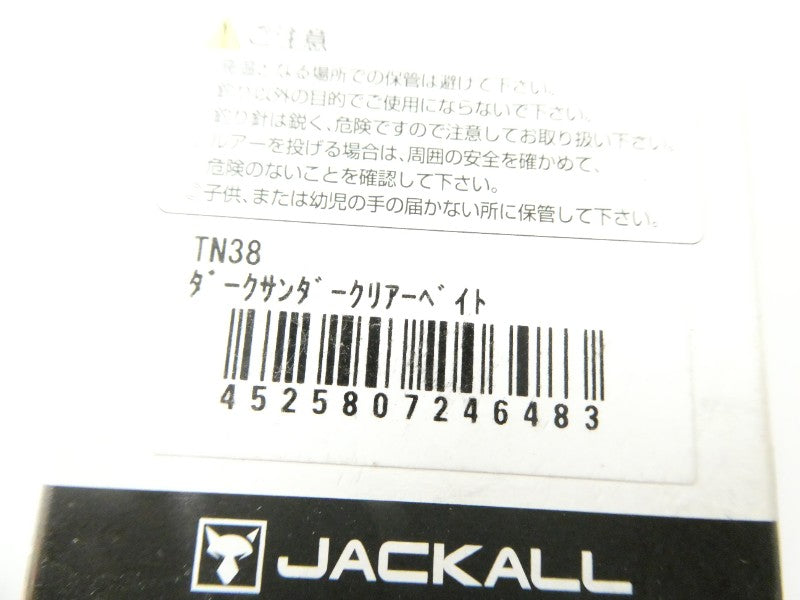 ご注意
高温となる場所での保管は避けて下さい。
釣り以外の目的でご使用にならないで下さい。
釣り針は鋭く、危険ですので注意してお取り扱い下さい。
ルアーを投げる場合は、周囲の安全を確かめて、
危険のないことを確認して下さい。
子供、または幼児の手の届かない所に保管して下さい。
TN38
ﾀﾞｰｸｻﾝﾀﾞｰｸﾘｱｰﾍﾞｲﾄ
4525807246483
JACKALL